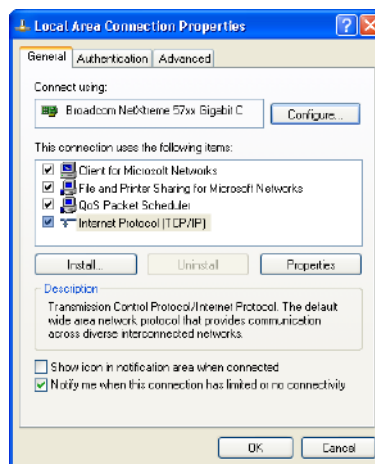 Local Area Connection Properties
General Authentication Advanced
Connect using:
Broadcom NetXtreme 57xx Gigabit C
Configure...
This connection uses the following items:
Client for Microsoft Networks
File and Printer Sharing for Microsoft Networks
QoS Packet Scheduler
Internet Protocol (TCP/IP)
Install... Uninstall Properties
Description
Transmission Control Protocol/Internet Protocol. The default
wide area network protocol that provides communication
across diverse interconnected networks.
Show icon in notification area when connected
Notify me when this connection has limited or no connectivity
OK Cancel